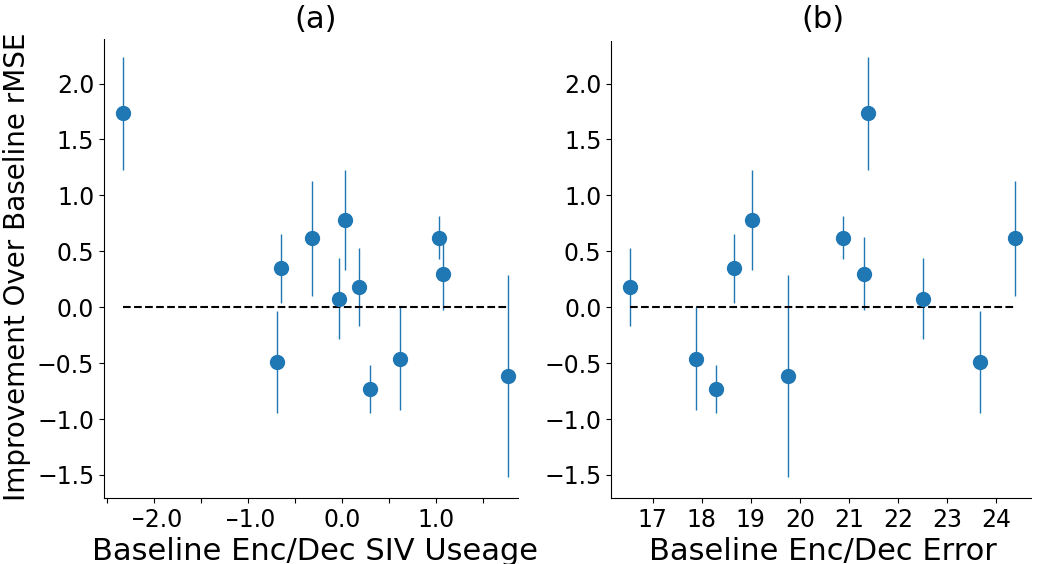 (a)
(b)
Improvement Over Baseline rMSE
2.0
1.5
1.0
0.5
0.0
−0.5
−1.0
−1.5
−2.0 −1.0 0.0 1.0
Baseline Enc/Dec SIV Useage
2.0
1.5
1.0
0.5
0.0
−0.5
−1.0
−1.5
17 18 19 20 21 22 23 24
Baseline Enc/Dec Error